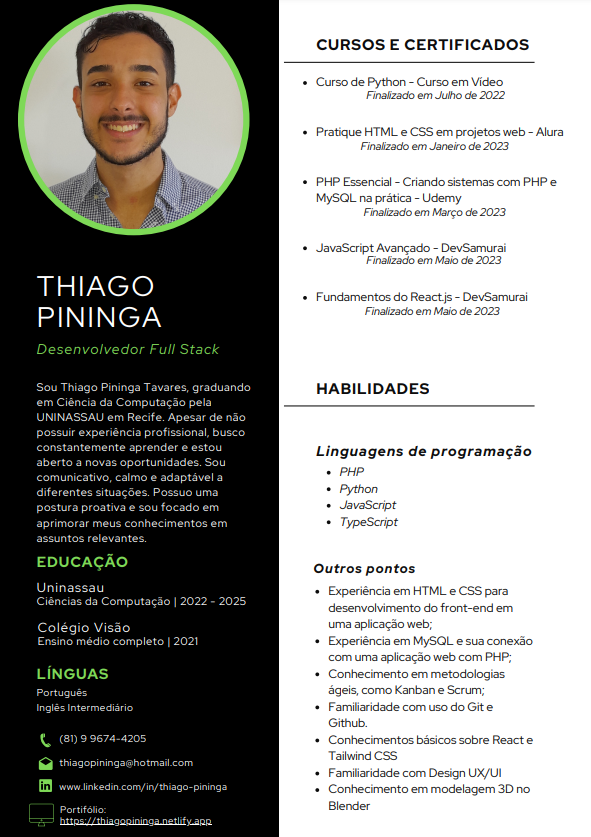 THIAGO
PININGA
Desenvolvedor Full Stack
Sou Thiago Pininga Tavares, graduando
em Ciência da Computação pela
UNINASSAU em Recife. Apesar de não
possuir experiência profissional, busco
constantemente aprender e estou
aberto a novas oportunidades. Sou
comunicativo, calmo e adaptável a
diferentes situações. Possuo uma
postura proativa e sou focado em
aprimorar meus conhecimentos em
assuntos relevantes.
EDUCAÇÃO
Uninassau
Ciências da Computação | 2022 - 2025
Colégio Visão
Ensino médio completo | 2021
LÍNGUAS
Português
Inglês Intermediário
(81) 9 9674-4205
thiagopininga@hotmail.com
www.linkedin.com/in/thiago-pininga
Portifólio:
https://thiagopininga.netlify.app
CURSOS E CERTIFICADOS
• Curso de Python - Curso em Vídeo
Finalizado em Julho de 2022
• Pratique HTML e CSS em projetos web - Alura
Finalizado em Janeiro de 2023
• PHP Essencial - Criando sistemas com PHP e
MySQL na prática - Udemy
Finalizado em Março de 2023
• JavaScript Avançado - DevSamurai
Finalizado em Maio de 2023
• Fundamentos do React.js - DevSamurai
Finalizado em Maio de 2023
HABILIDADES
Linguagens de programação
• PHP
• Python
• JavaScript
• TypeScript
Outros pontos
• Experiência em HTML e CSS para
desenvolvimento do front-end em
uma aplicação web;
• Experiência em MySQL e sua conexão
com uma aplicação web com PHP;
• Conhecimento em metodologias
ágeis, como Kanban e Scrum;
• Familiaridade com uso do Git e
Github.
• Conhecimentos básicos sobre React e
Tailwind CSS
• Familiaridade com Design UX/UI
• Conhecimento em modelagem 3D no
Blender